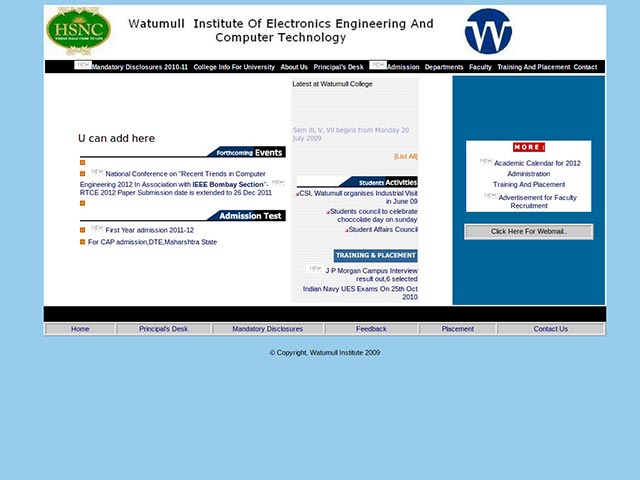 HSNC
Watumull Institute Of Electronics Engineering And
Computer Technology
W
NEW Mandatory Disclosures 2010-11 College Info For University About Us Principal's Desk NEW Admission Departments Faculty Training And Placement Contact
Latest at Watumull College
Sem III, V, VII begins from Monday 20
July 2009
[List All]
U can add here
Forthcoming Events
NEW National Conference on "Recent Trends in Computer
Engineering 2012 In Association with IEEE Bombay Section"- NEW
RTCE 2012 Paper Submission date is extended to 26 Dec 2011
Admission Test
NEW First Year admission 2011-12
For CAP admission,DTE,Maharshtra State
Students Activities
CSI, Watumull organises Industrial Visit
in June 09
Students council to celebrate
choccolate day on sunday
Student Affairs Council
TRAINING & PLACEMENT
NEW J P Morgan Campus Interview
result out,6 selected
Indian Navy UES Exams On 25th Oct
2010
MORE:
NEW Academic Calendar for 2012
Administration
Training And Placement
NEW Advertisement for Faculty
Recruitment
Click Here For Webmail..
Home Principal's Desk Mandatory Disclosures Feedback Placement Contact Us
© Copyright, Watumull Institute 2009